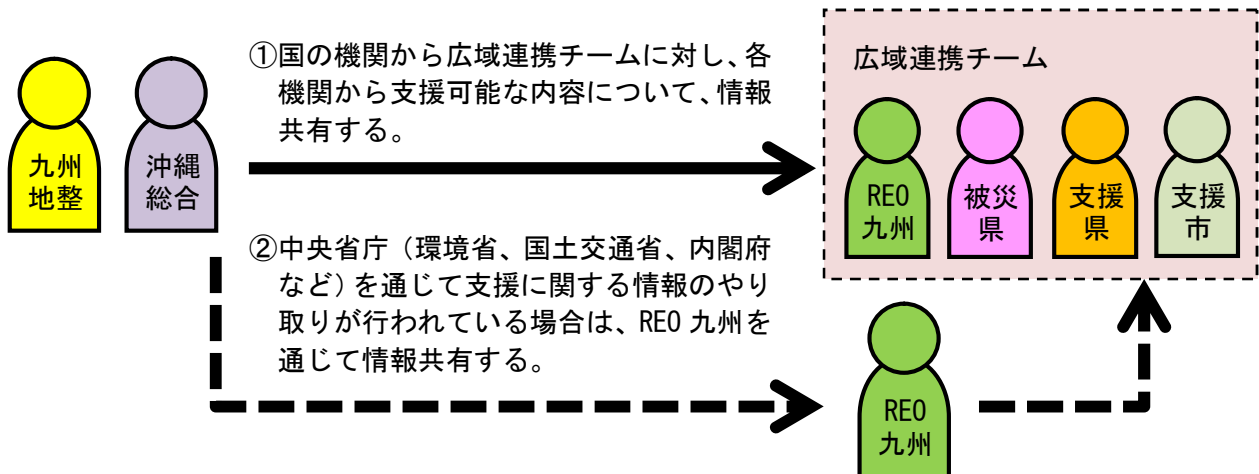 ①国の機関から広域連携チームに対し、各
機関から支援可能な内容について、情報
共有する。
九州
地整
沖縄
総合
広域連携チーム
REO
九州
被災
県
支援
県
支援
市
②中央省庁（環境省、国土交通省、内閣府
など）を通じて支援に関する情報のやり
取りが行われている場合は、REO 九州を
通じて情報共有する。
REO
九州